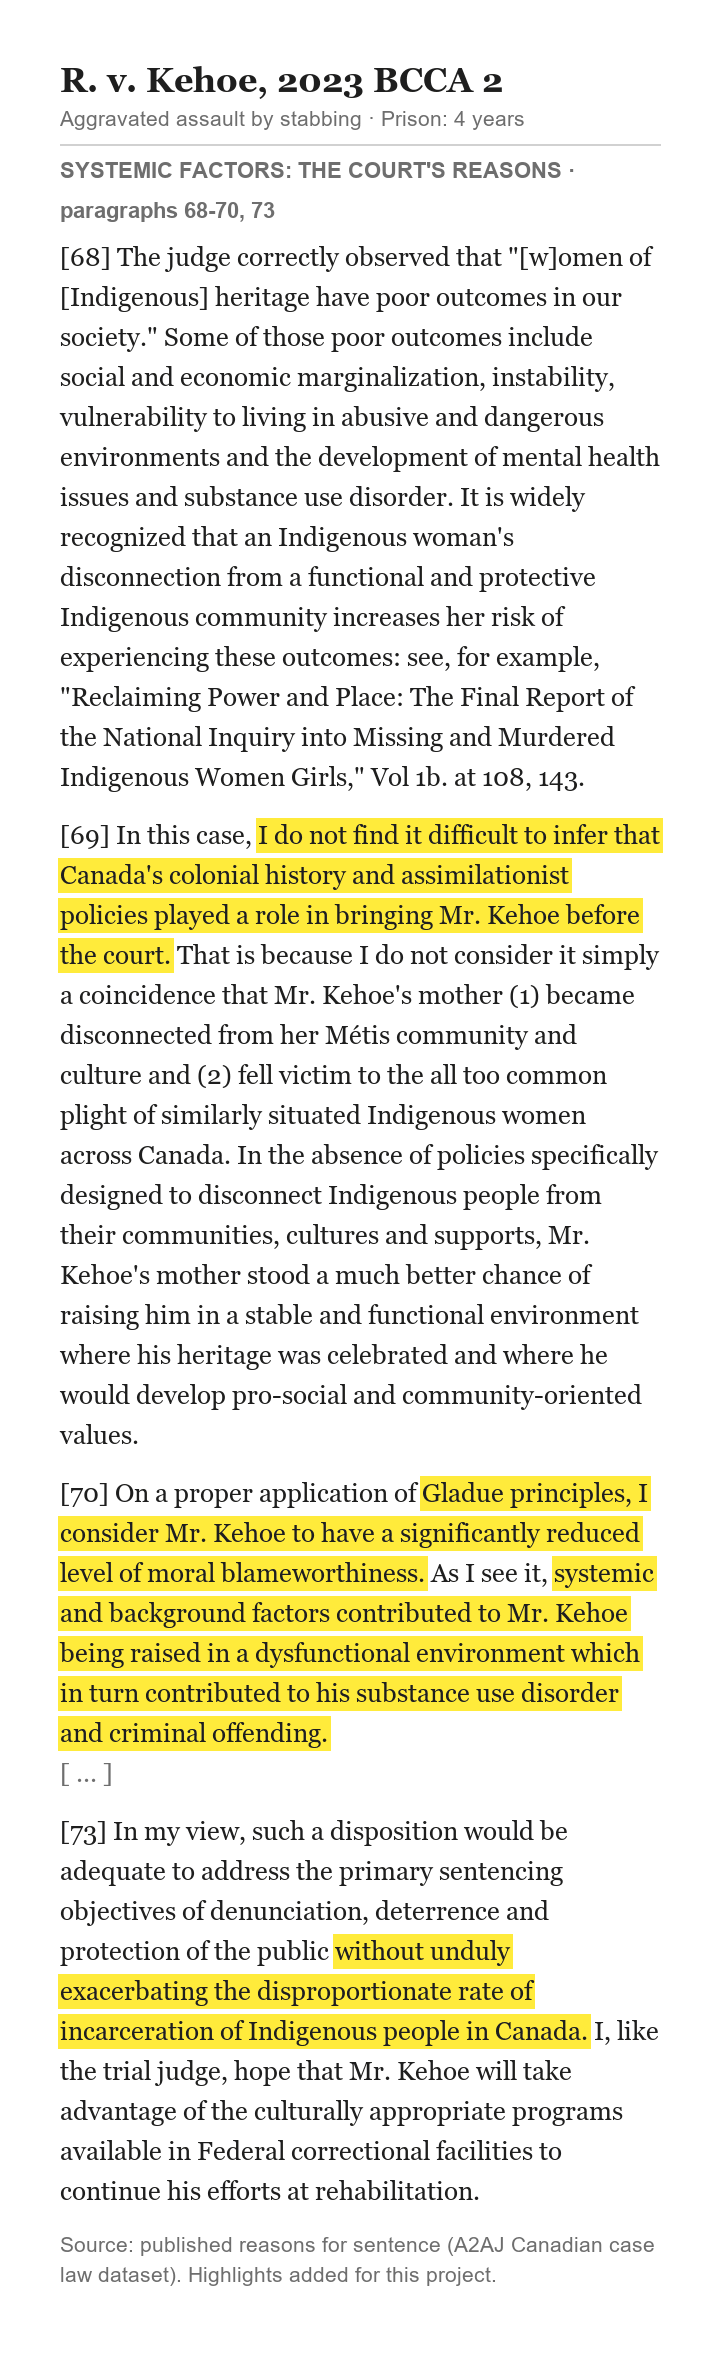 R. v. Kehoe, 2023 BCCA 2
Aggravated assault by stabbing · Prison: 4 years
SYSTEMIC FACTORS: THE COURT'S REASONS ·
paragraphs 68-70, 73
[68] The judge correctly observed that "[w]omen of
[Indigenous] heritage have poor outcomes in our
society." Some of those poor outcomes include
social and economic marginalization, instability,
vulnerability to living in abusive and dangerous
environments and the development of mental health
issues and substance use disorder. It is widely
recognized that an Indigenous woman's
disconnection from a functional and protective
Indigenous community increases her risk of
experiencing these outcomes: see, for example,
"Reclaiming Power and Place: The Final Report of
the National Inquiry into Missing and Murdered
Indigenous Women Girls," Vol 1b. at 108, 143.
[69] In this case, I do not find it difficult to infer that
Canada's colonial history and assimilationist
policies played a role in bringing Mr. Kehoe before
the court. That is because I do not consider it simply
a coincidence that Mr. Kehoe's mother (1) became
disconnected from her Métis community and
culture and (2) fell victim to the all too common
plight of similarly situated Indigenous women
across Canada. In the absence of policies specifically
designed to disconnect Indigenous people from
their communities, cultures and supports, Mr.
Kehoe's mother stood a much better chance of
raising him in a stable and functional environment
where his heritage was celebrated and where he
would develop pro-social and community-oriented
values.
[70] On a proper application of Gladue principles, I
consider Mr. Kehoe to have a significantly reduced
level of moral blameworthiness. As I see it, systemic
and background factors contributed to Mr. Kehoe
being raised in a dysfunctional environment which
in turn contributed to his substance use disorder
and criminal offending.
[ ... ]
[73] In my view, such a disposition would be
adequate to address the primary sentencing
objectives of denunciation, deterrence and
protection of the public without unduly
exacerbating the disproportionate rate of
incarceration of Indigenous people in Canada. I, like
the trial judge, hope that Mr. Kehoe will take
advantage of the culturally appropriate programs
available in Federal correctional facilities to
continue his efforts at rehabilitation.
Source: published reasons for sentence (A2AJ Canadian case
law dataset). Highlights added for this project.